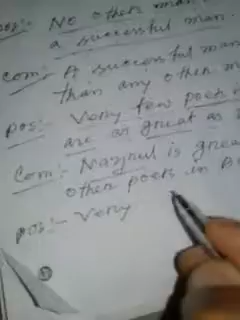 pos:- No other man
a successful man.
com:- A successful man
than any other m
pos:- Very few poets i
are as great as
com:- Nazrul is grea
other poets in B
pos:- Very